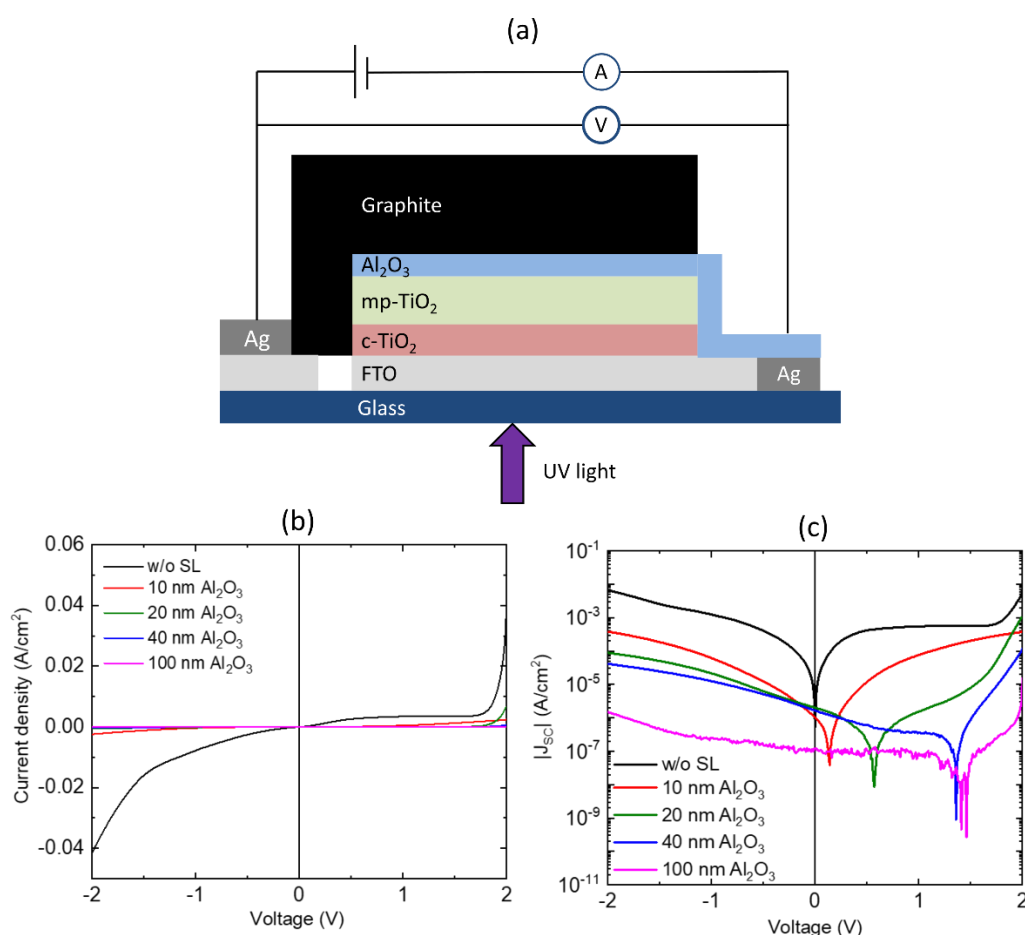 (a)
A
V
Graphite
Al₂O₃
mp-TiO₂
Ag
c-TiO₂
FTO
Ag
Glass
UV light
(b)
0.06
0.04
0.02
0.00
-0.02
-0.04
Current density (A/cm²)
w/o SL
10 nm Al₂O₃
20 nm Al₂O₃
40 nm Al₂O₃
100 nm Al₂O₃
-2
-1
0
1
2
Voltage (V)
(c)
10⁻¹
10⁻³
10⁻⁵
10⁻⁷
10⁻⁹
10⁻¹¹
|J_SC| (A/cm²)
w/o SL
10 nm Al₂O₃
20 nm Al₂O₃
40 nm Al₂O₃
100 nm Al₂O₃
-2
-1
0
1
2
Voltage (V)